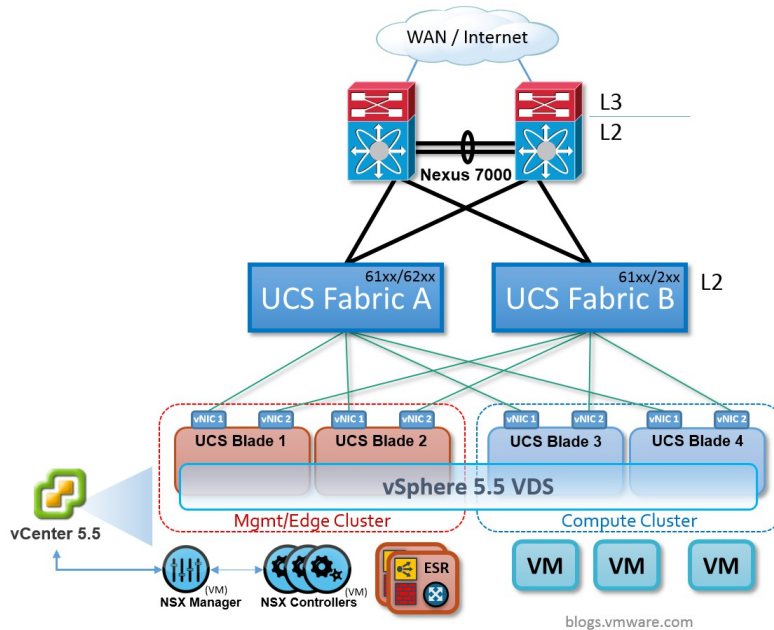 WAN / Internet
L3
L2
Nexus 7000
61xx/62xx
UCS Fabric A
61xx/2xx
UCS Fabric B
L2
vNIC 1
vNIC 2
vNIC 1
vNIC 2
vNIC 1
vNIC 2
vNIC 1
vNIC 2
UCS Blade 1
UCS Blade 2
UCS Blade 3
UCS Blade 4
vSphere 5.5 VDS
Mgmt/Edge Cluster
Compute Cluster
vCenter 5.5
(VM)
NSX Manager
(VM)
NSX Controllers
ESR
VM
VM
VM
blogs.vmware.com